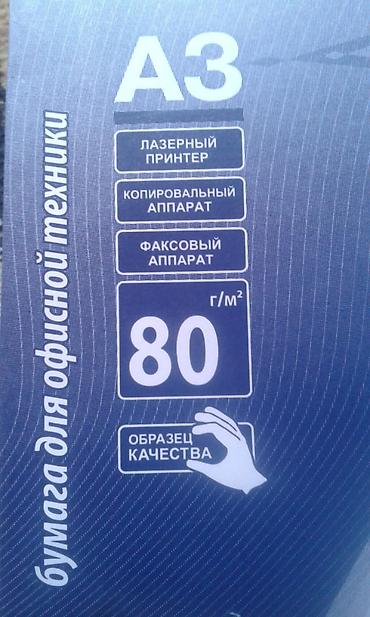 А3
ЛАЗЕРНЫЙ
ПРИНТЕР
КОПИРОВАЛЬНЫЙ
АППАРАТ
ФАКСОВЫЙ
АППАРАТ
г/м²
80
ОБРАЗЕЦ
КАЧЕСТВА
бумага для офисной техники